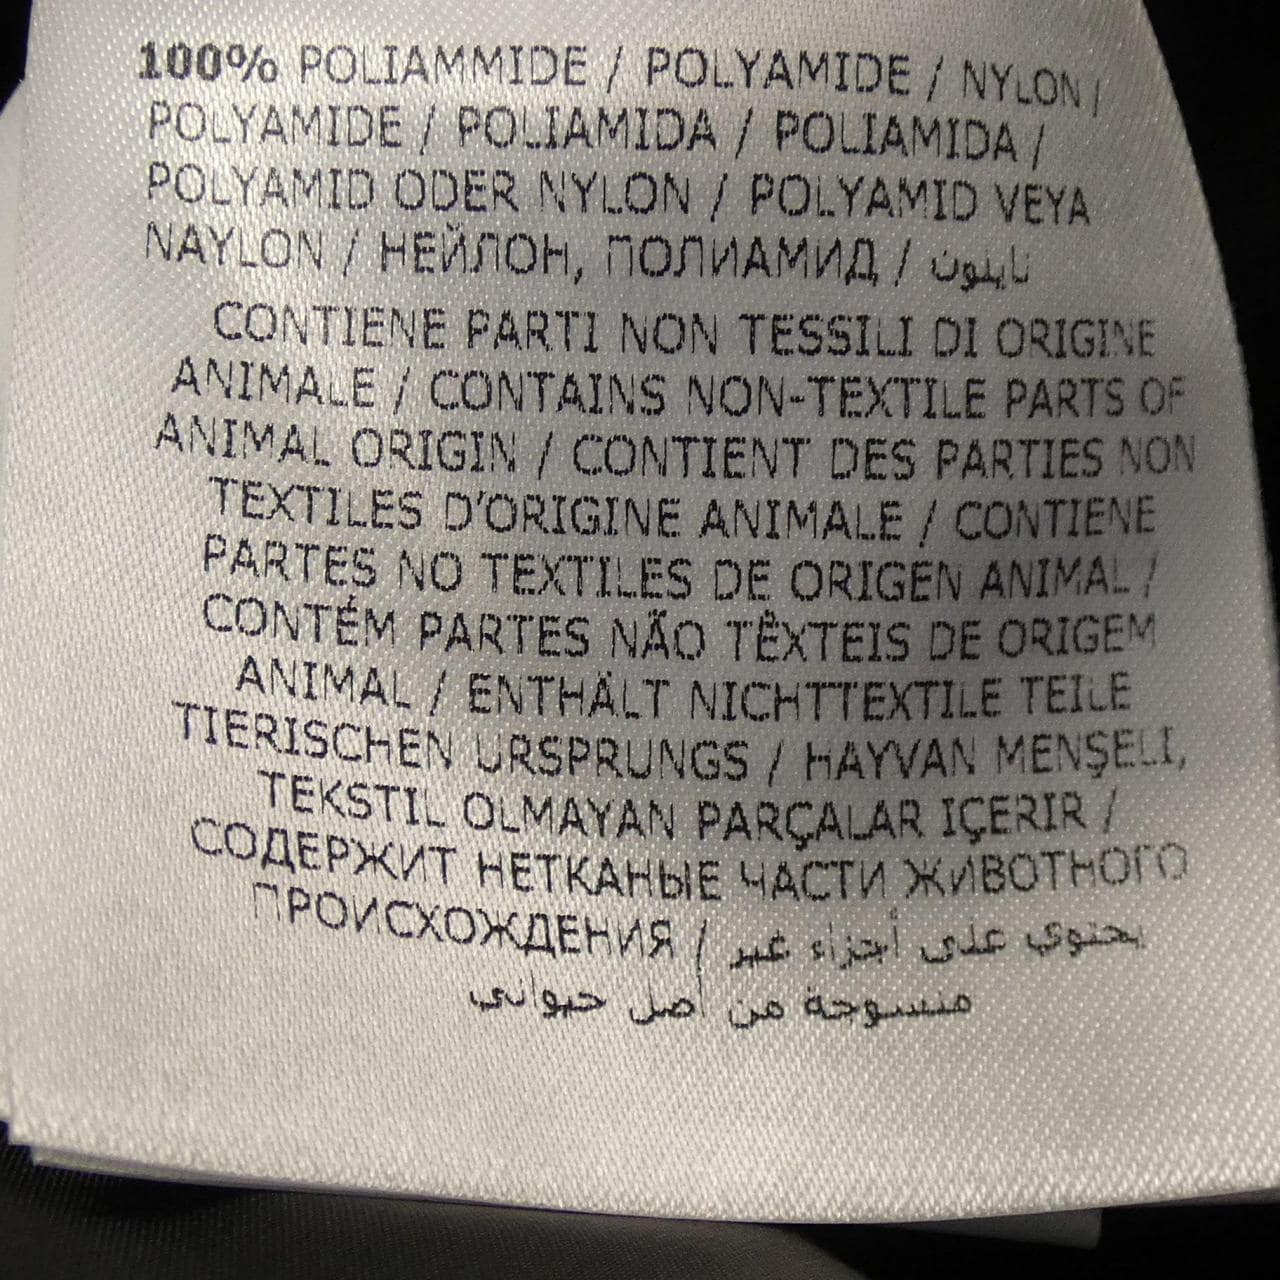 100% POLIAMMIDE / POLYAMIDE / NYLON /
POLYAMIDE / POLIAMIDA / POLIAMIDA /
POLYAMID ODER NYLON / POLYAMID VEYA
NAYLON / НЕЙЛОН, ПОЛИАМИД / نايلون
CONTIENE PARTI NON TESSILI DI ORIGINE
ANIMALE / CONTAINS NON-TEXTILE PARTS OF
ANIMAL ORIGIN / CONTIENT DES PARTIES NON
TEXTILES D'ORIGINE ANIMALE / CONTIENE
PARTES NO TEXTILES DE ORIGEN ANIMAL /
CONTÉM PARTES NÃO TÊXTEIS DE ORIGEM
ANIMAL / ENTHÄLT NICHTTEXTILE TEILE
TIERISCHEN URSPRUNGS / HAYVAN MENŞELI,
TEKSTIL OLMAYAN PARÇALAR IÇERIR /
СОДЕРЖИТ НЕТКАНЫЕ ЧАСТИ ЖИВОТНОГО
ПРОИСХОЖДЕНИЯ / يحتوي على أجزاء غير
منسوجة من أصل حيواني